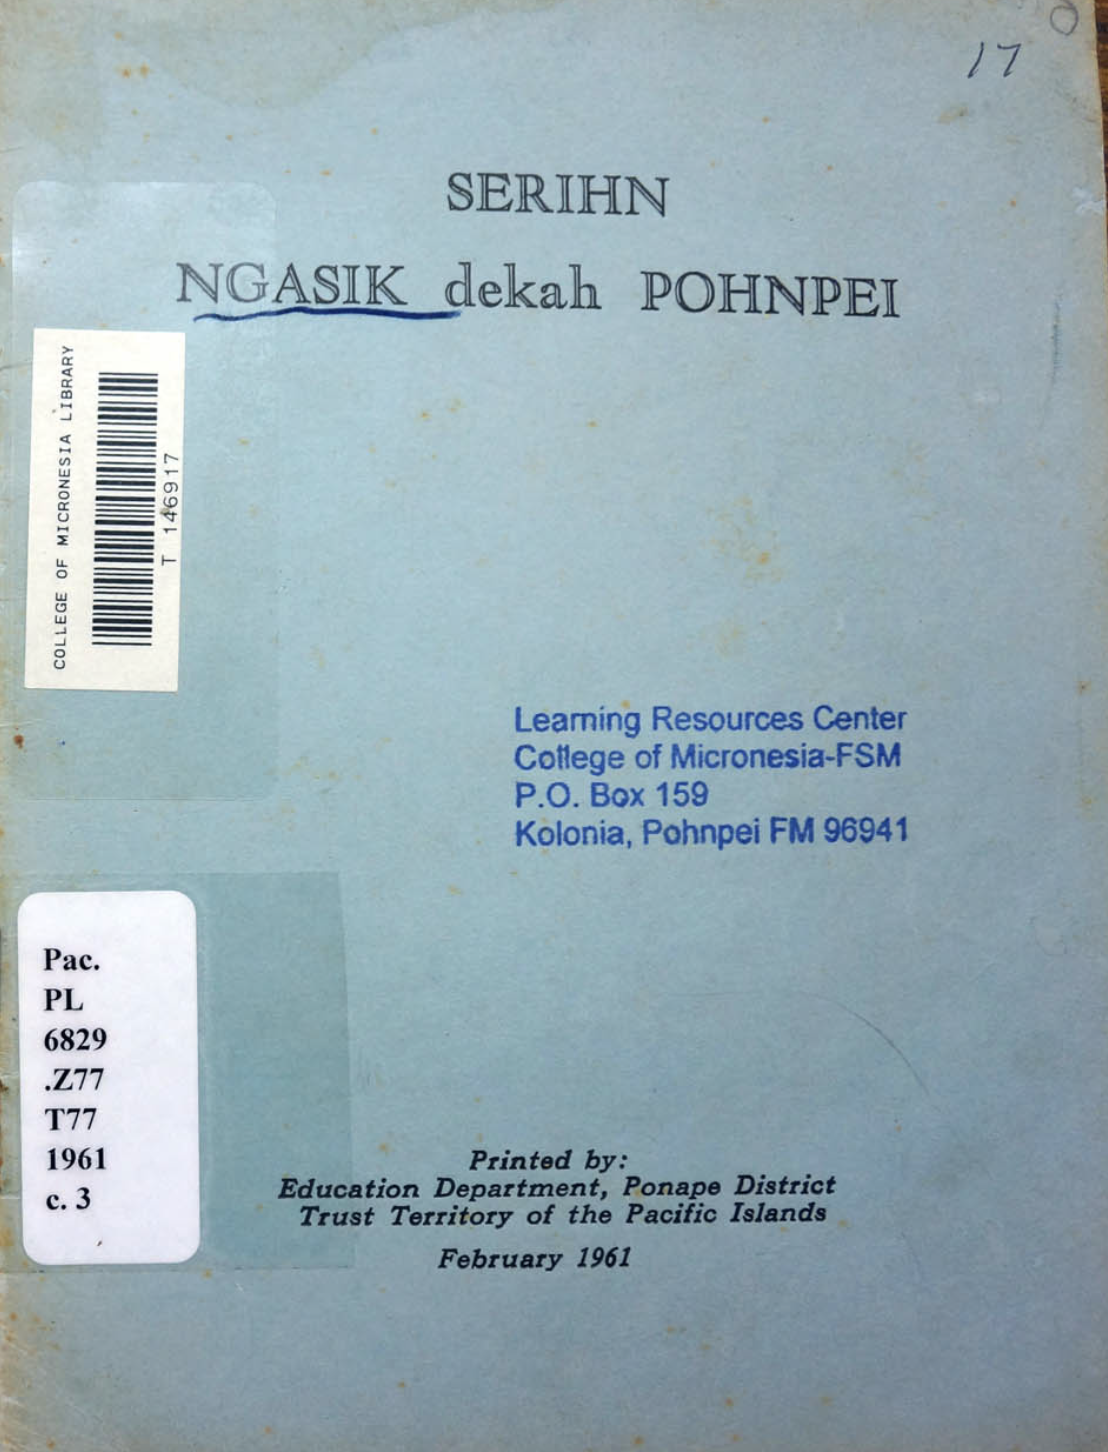 17
SERIHN
NGASIK dekah POHNPEI
COLLEGE OF MICRONESIA LIBRARY
T 146917
Learning Resources Center
College of Micronesia-FSM
P.O. Box 159
Kolonia, Pohnpei FM 96941
Pac.
PL
6829
.Z77
T77
1961
c. 3
Printed by:
Education Department, Ponape District
Trust Territory of the Pacific Islands
February 1961